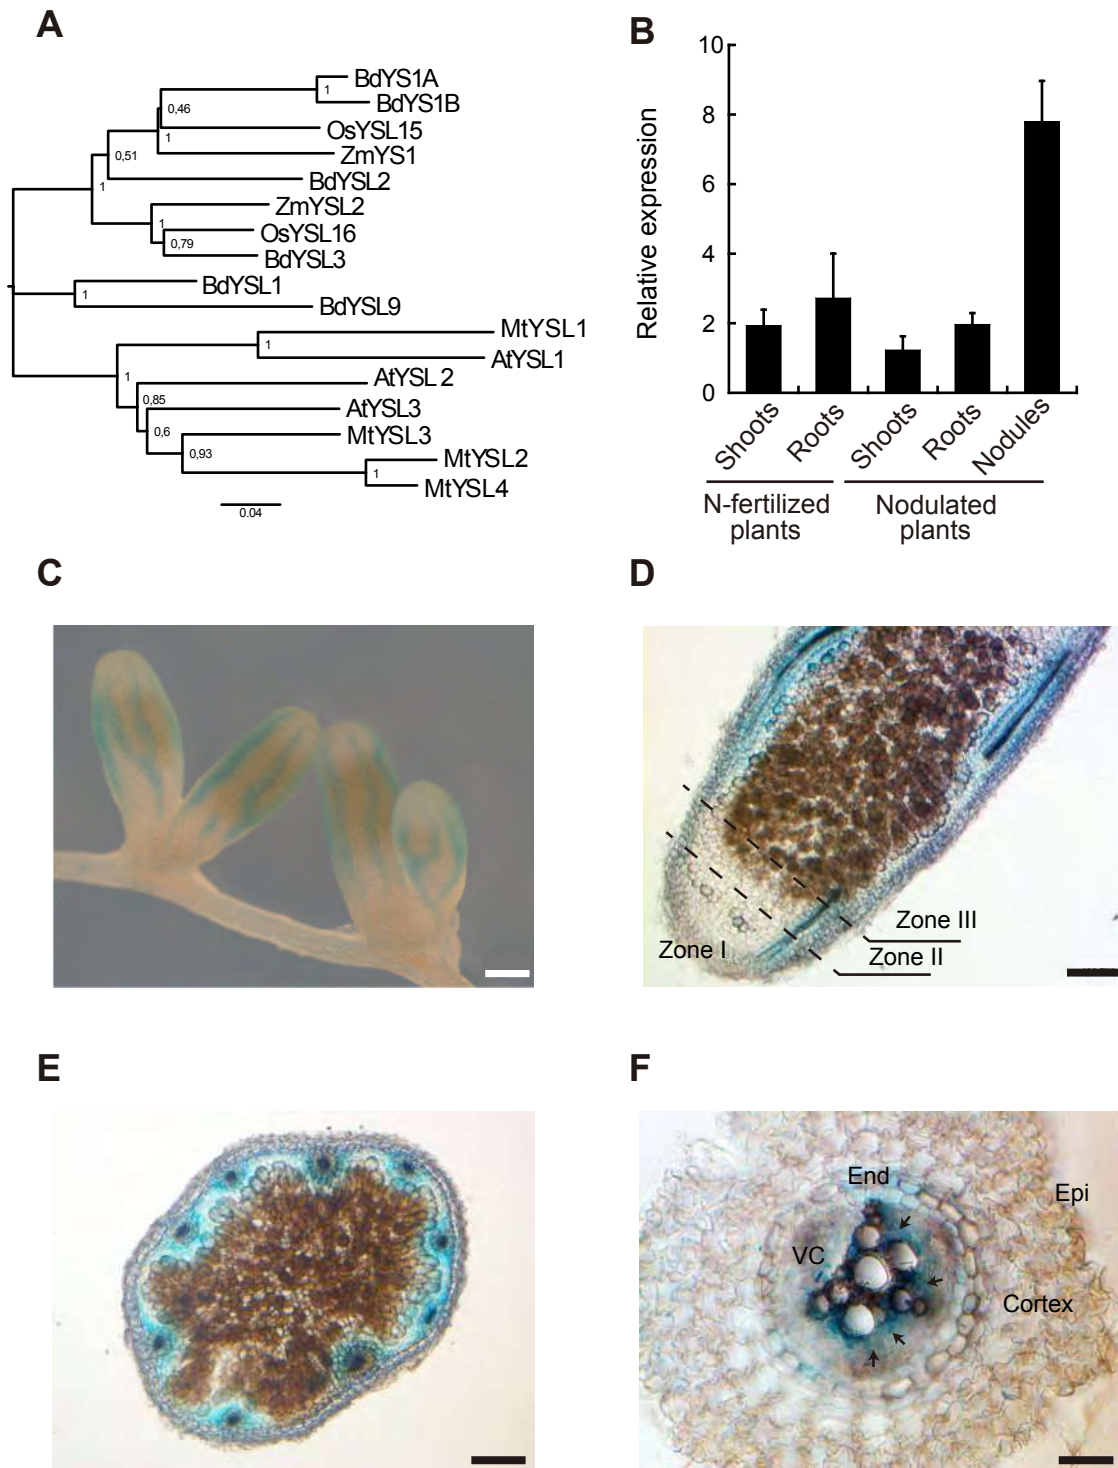 A
BdYS1A
1
BdYS1B
0,46
OsYSL15
1
ZmYS1
0,51
BdYSL2
1
ZmYSL2
1
OsYSL16
0,79
BdYSL3
BdYSL1
1
BdYSL9
MtYSL1
1
AtYSL1
1
AtYSL2
0,85
AtYSL3
0,6
MtYSL3
0,93
MtYSL2
1
MtYSL4
0.04
B
Relative expression
10
8
6
4
2
0
Shoots
Roots
Shoots
Roots
Nodules
N-fertilized
plants
Nodulated
plants
C
D
Zone III
Zone I
Zone II
E
F
End
Epi
VC
Cortex